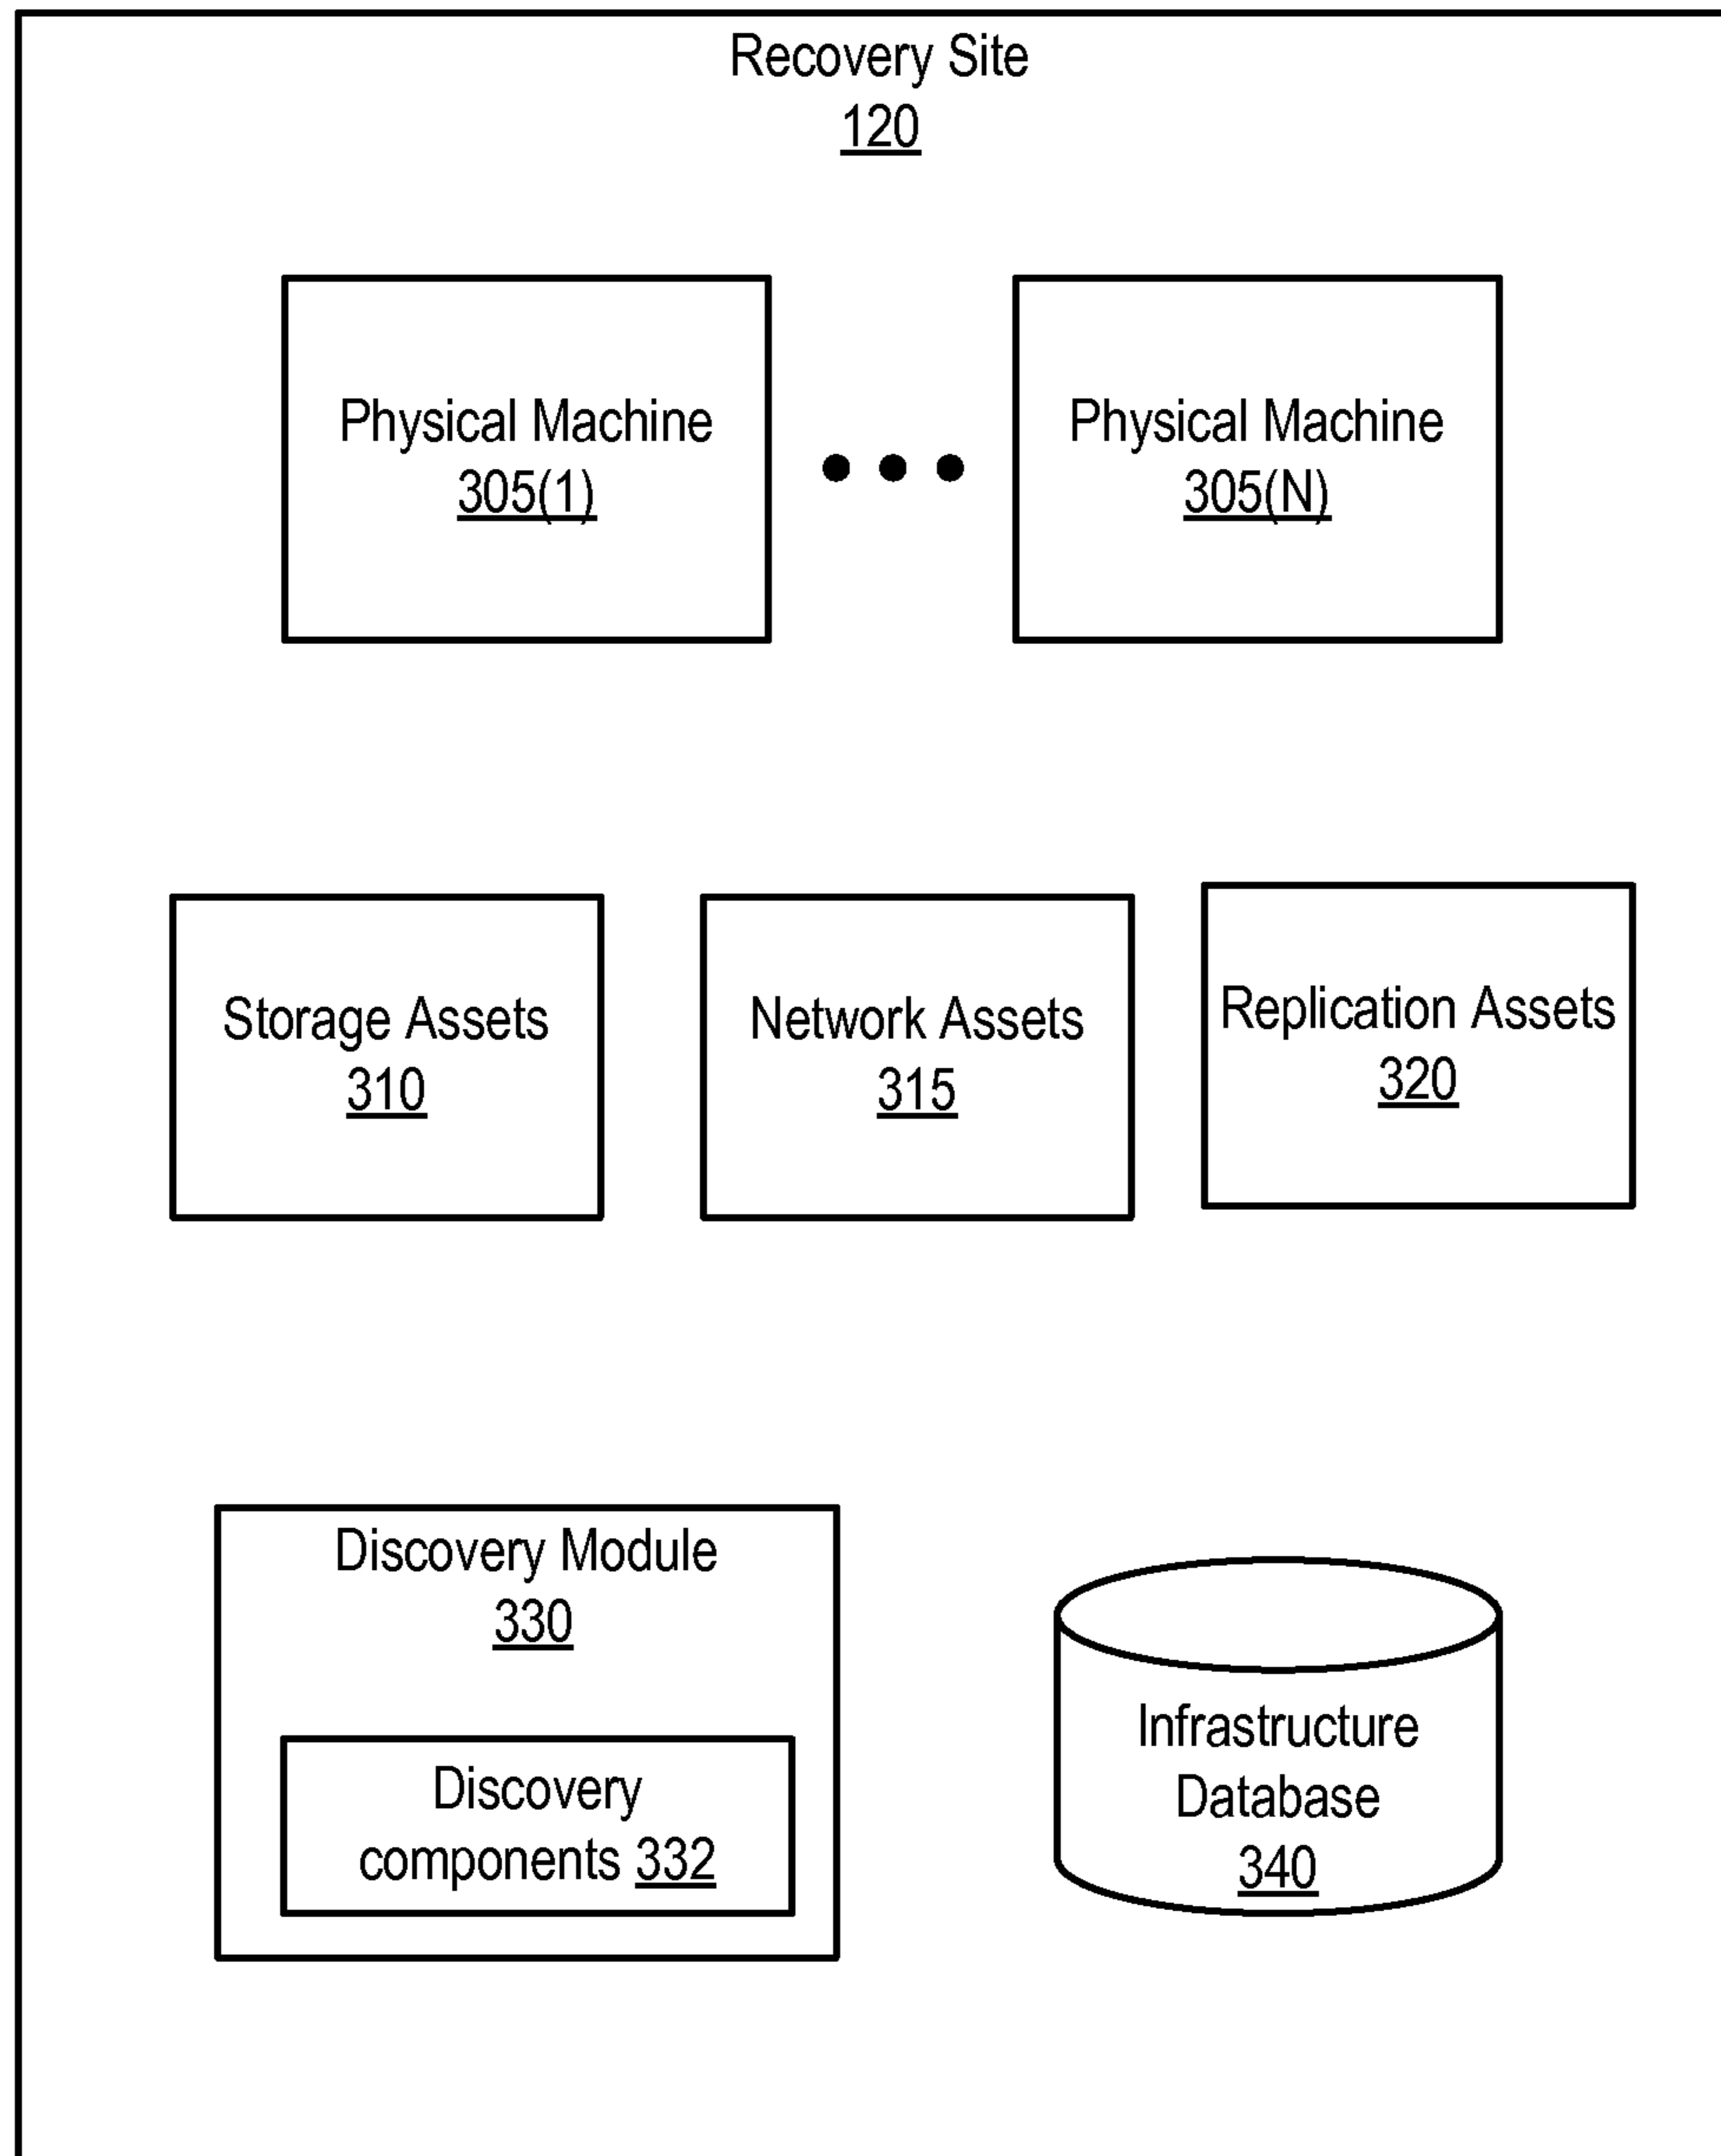 Recovery Site
120
Physical Machine
305(1)
Physical Machine
305(N)
Storage Assets
310
Network Assets
315
Replication Assets
320
Discovery Module
330
Discovery
components 332
Infrastructure
Database
340